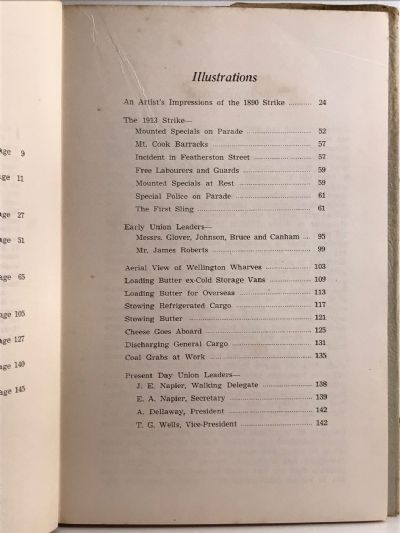 age 9
age 11
age 27
age 51
age 65
age 105
age 127
age 140
age 145
Illustrations
An Artist's Impressions of the 1890 Strike .......... 24
The 1913 Strike—
Mounted Specials on Parade .......... 52
Mt. Cook Barracks .......... 57
Incident in Featherston Street .......... 57
Free Labourers and Guards .......... 59
Mounted Specials at Rest .......... 59
Special Police on Parade .......... 61
The First Sling .......... 61
Early Union Leaders—
Messrs. Glover, Johnson, Bruce and Canham .... 95
Mr. James Roberts .......... 99
Aerial View of Wellington Wharves .......... 103
Loading Butter ex-Cold Storage Vans .......... 109
Loading Butter for Overseas .......... 113
Stowing Refrigerated Cargo .......... 117
Stowing Butter .......... 121
Cheese Goes Aboard .......... 125
Discharging General Cargo .......... 131
Coal Grabs at Work .......... 135
Present Day Union Leaders—
J. E. Napier, Walking Delegate .......... 138
E. A. Napier, Secretary .......... 139
A. Dellaway, President .......... 142
T. G. Wells, Vice-President .......... 142